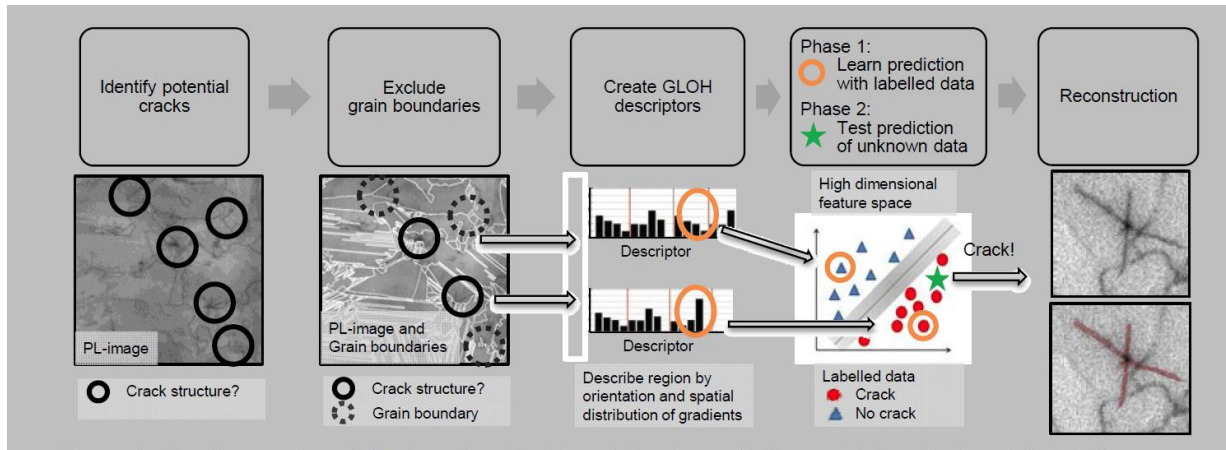 Identify potential
cracks
Exclude
grain boundaries
Create GLOH
descriptors
Phase 1:
Learn prediction
with labelled data
Phase 2:
Test prediction
of unknown data
Reconstruction
PL-image
Crack structure?
PL-image and
Grain boundaries
Crack structure?
Grain boundary
Descriptor
Descriptor
Describe region by
orientation and spatial
distribution of gradients
High dimensional
feature space
Crack!
Labelled data
Crack
No crack